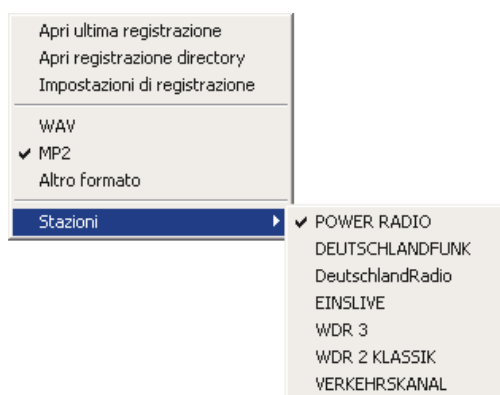 Apri ultima registrazione
Apri registrazione directory
Impostazioni di registrazione
WAV
MP2
Altro formato
Stazioni
POWER RADIO
DEUTSCHLANDFUNK
DeutschlandRadio
EINSLIVE
WDR 3
WDR 2 KLASSIK
VERKEHRSKANAL